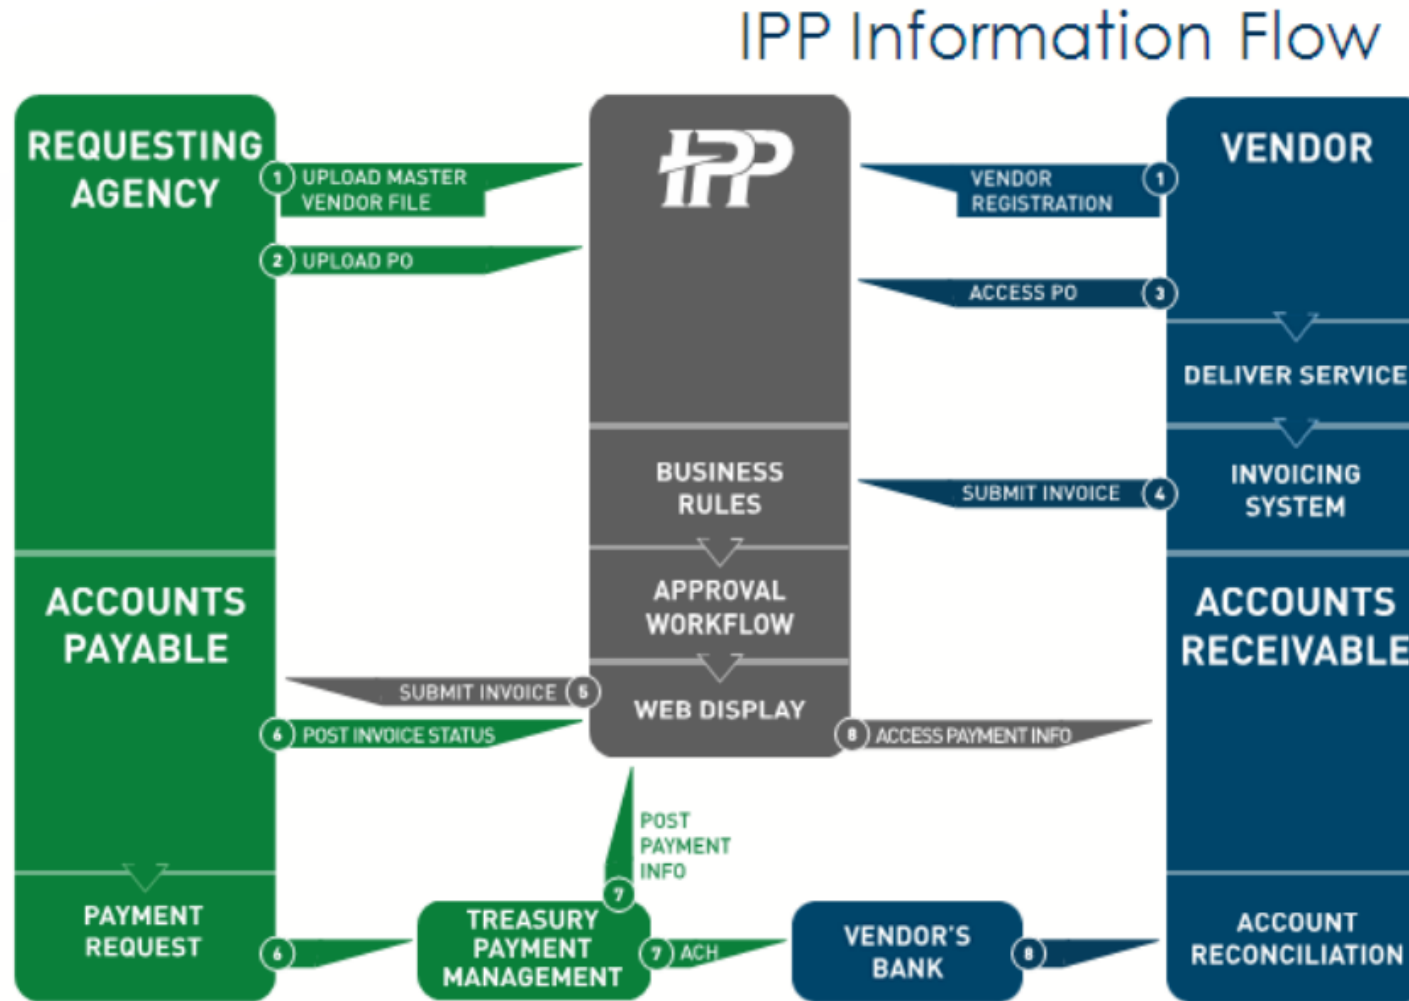 IPP Information Flow
REQUESTING
AGENCY
1 UPLOAD MASTER
VENDOR FILE
2 UPLOAD PO
ACCOUNTS
PAYABLE
6 POST INVOICE STATUS
PAYMENT
REQUEST
6
IPP
BUSINESS
RULES
APPROVAL
WORKFLOW
SUBMIT INVOICE 5
WEB DISPLAY
8 ACCESS PAYMENT INFO
VENDOR
VENDOR
REGISTRATION 1
ACCESS PO 3
DELIVER SERVICE
INVOICING
SYSTEM
SUBMIT INVOICE 4
ACCOUNTS
RECEIVABLE
ACCOUNT
RECONCILIATION
POST
PAYMENT
INFO
7
TREASURY
PAYMENT
MANAGEMENT
7 ACH
VENDOR'S
BANK
8